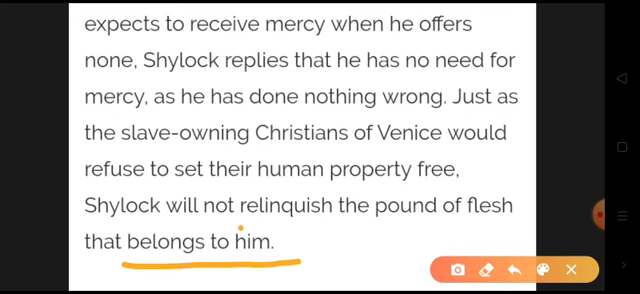 expects to receive mercy when he offers
none, Shylock replies that he has no need for
mercy, as he has done nothing wrong. Just as
the slave-owning Christians of Venice would
refuse to set their human property free,
Shylock will not relinquish the pound of flesh
that belongs to him.